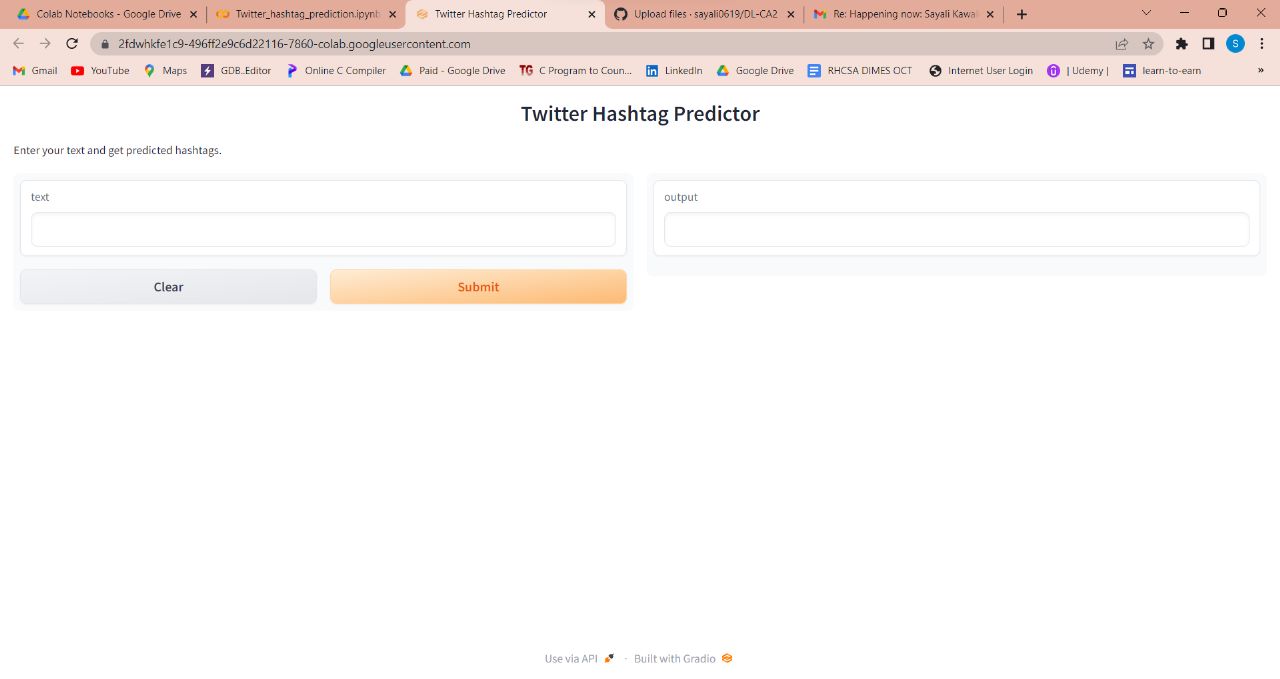 Colab Notebooks - Google Drive
Twitter_hashtag_prediction.ipynb
Twitter Hashtag Predictor
Upload files · sayali0619/DL-CA2
Re: Happening now: Sayali Kawal
2fdwhkfe1c9-496ff2e9c6d22116-7860-colab.googleusercontent.com
S
Gmail
YouTube
Maps
GDB_Editor
Online C Compiler
Paid - Google Drive
TG C Program to Coun...
LinkedIn
Google Drive
RHCSA DIMES OCT
Internet User Login
| Udemy |
learn-to-earn
»
Twitter Hashtag Predictor
Enter your text and get predicted hashtags.
text
output
Clear
Submit
Use via API · Built with Gradio